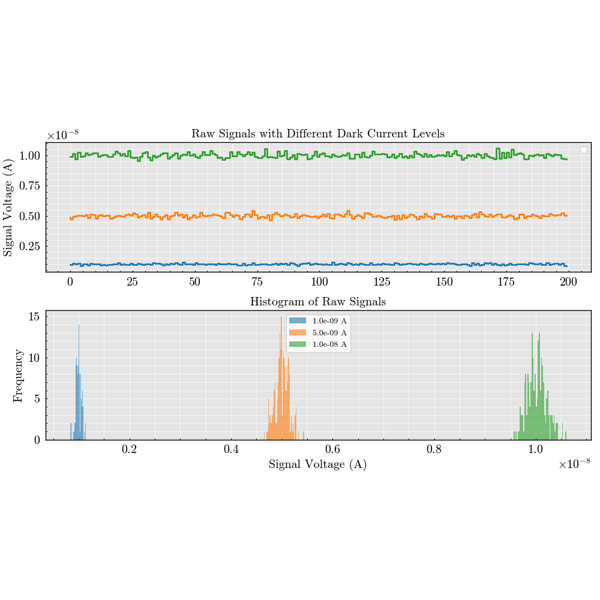 Raw Signals with Different Dark Current Levels
×10⁻⁸
Signal Voltage (A)
1.00
0.75
0.50
0.25
0 25 50 75 100 125 150 175 200
Histogram of Raw Signals
Frequency
15
10
5
0
1.0e-09 A
5.0e-09 A
1.0e-08 A
0.2 0.4 0.6 0.8 1.0
Signal Voltage (A)
×10⁻⁸